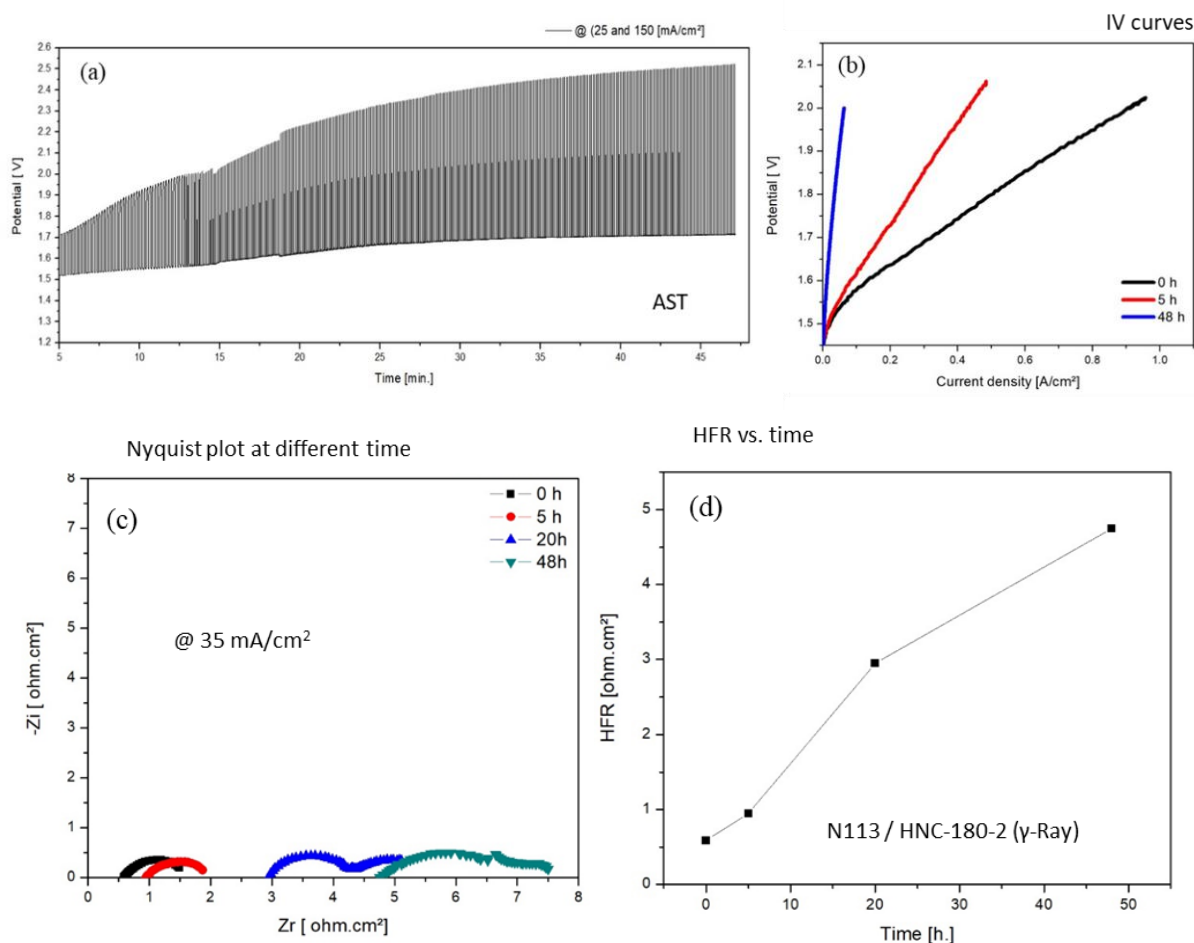 @ (25 and 150 [mA/cm²]
(a)
2.6
2.5
2.4
2.3
2.2
2.1
2.0
1.9
1.8
1.7
1.6
1.5
1.4
1.3
1.2
Potential [ V]
AST
5 10 15 20 25 30 35 40 45
Time [min.]
IV curves
(b)
2.1
2.0
1.9
1.8
1.7
1.6
1.5
Potential [ V]
0 h
5 h
48 h
0.0 0.2 0.4 0.6 0.8 1.0
Current density [A/cm²]
Nyquist plot at different time
(c)
8
7
6
5
4
3
2
1
0
-Zi [ ohm.cm²]
0 h
5 h
20h
48h
@ 35 mA/cm²
0 1 2 3 4 5 6 7 8
Zr [ ohm.cm²]
HFR vs. time
(d)
5
4
3
2
1
0
HFR [ohm.cm²]
N113 / HNC-180-2 (γ-Ray)
0 10 20 30 40 50
Time [h.]